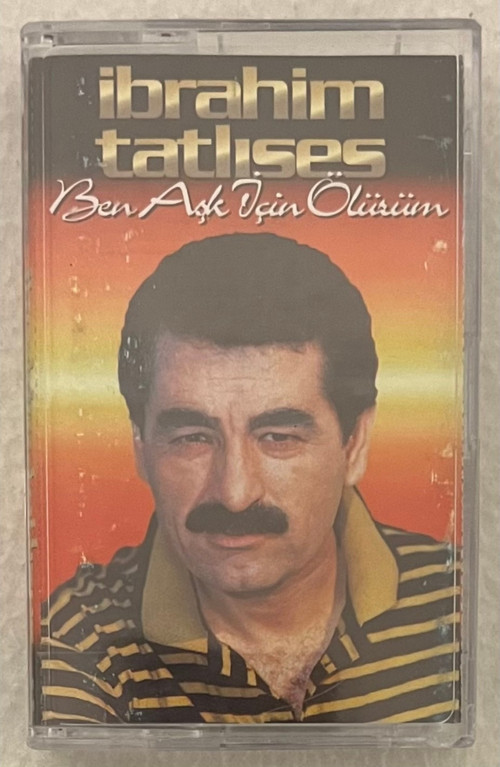 ibrahim
tatlıses
Ben Aşk İçin Ölürüm